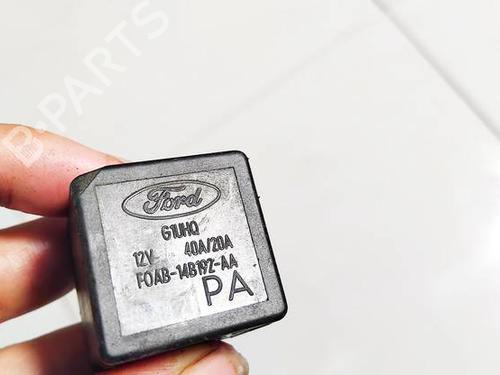 B-PARTS
Ford
G1UHQ
12V 40A/20A
F0AB-14B192-AA
PA